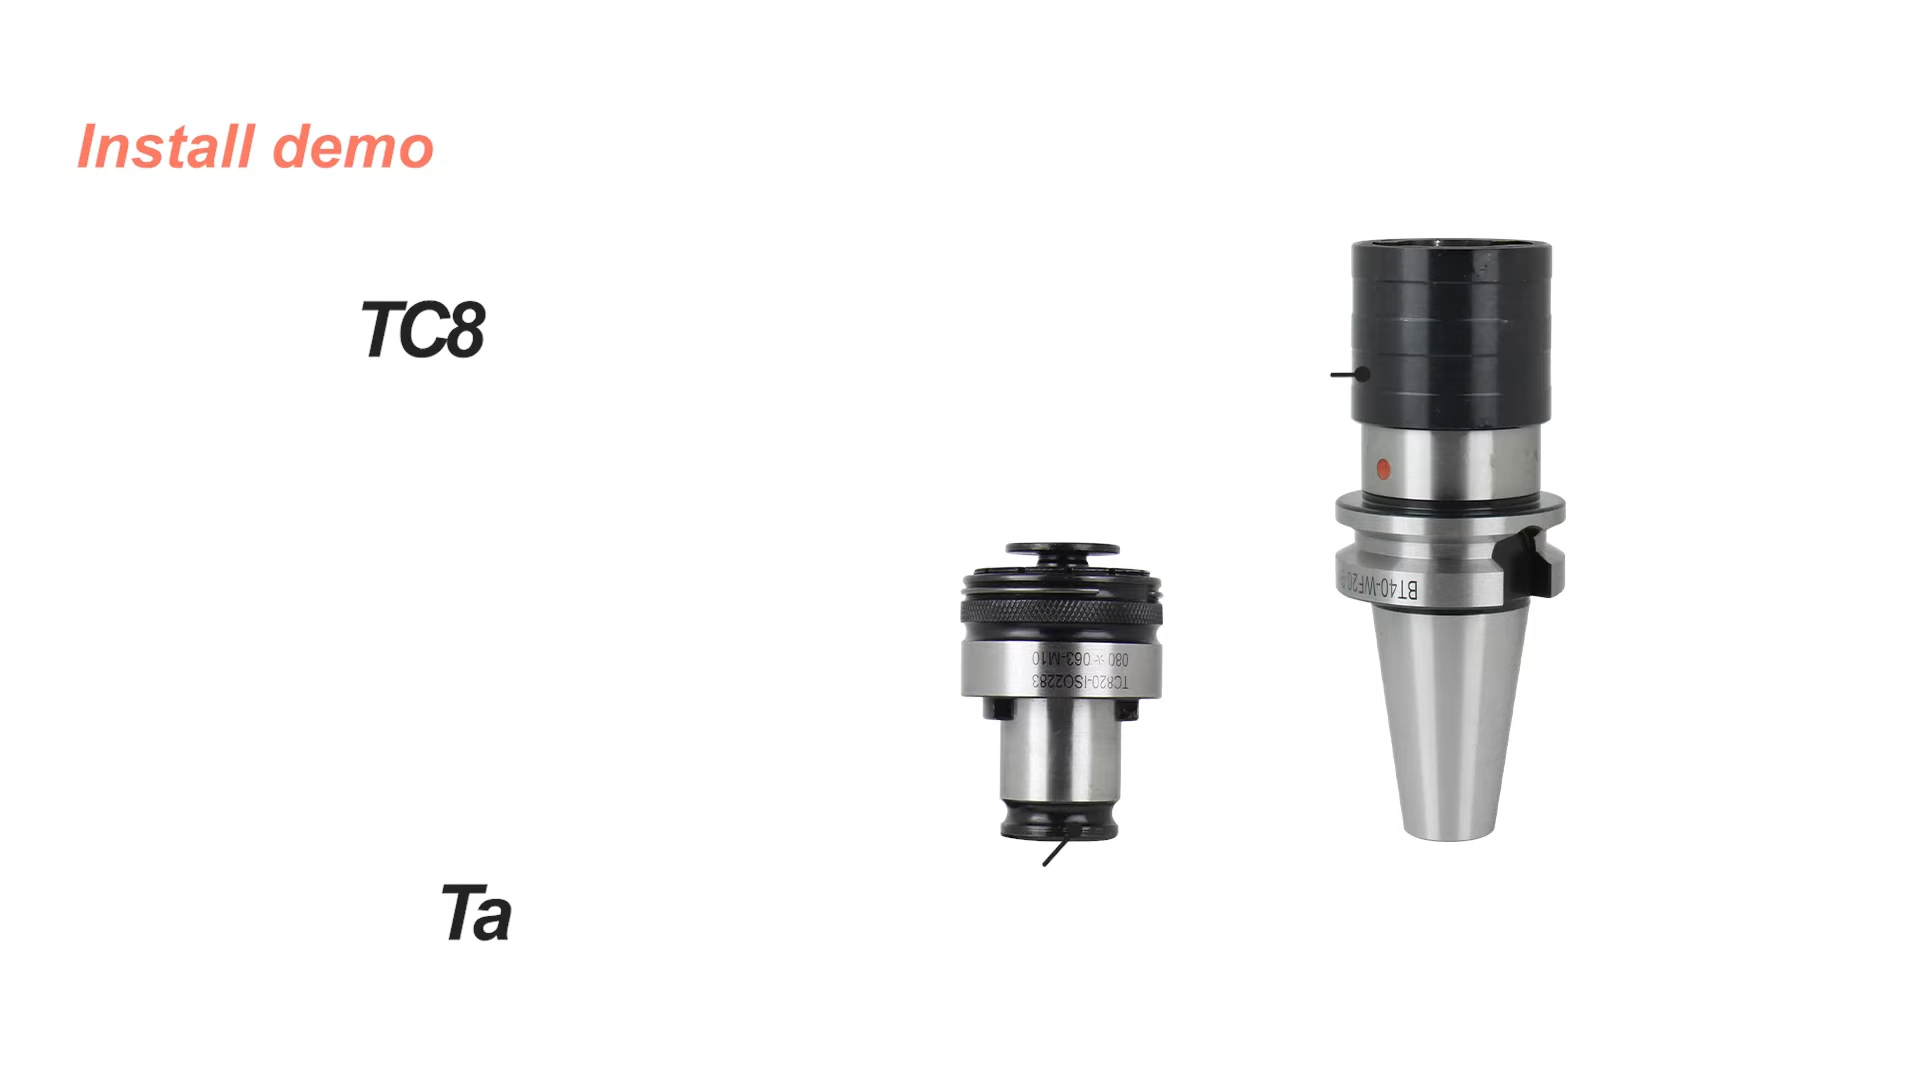 Install demo
TC8
BT40-WF20
TC820-ISO2283
080 × 063-M10
Ta